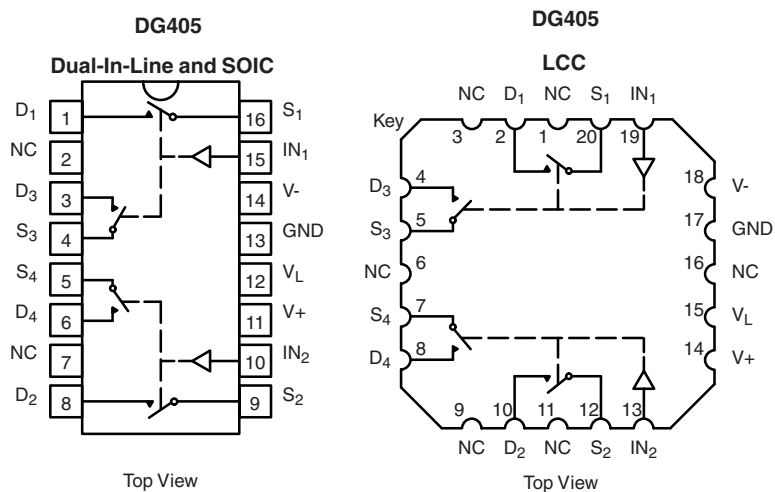 DG405
Dual-In-Line and SOIC
D1 1 16 S1
NC 2 15 IN1
D3 3 14 V-
S3 4 13 GND
S4 5 12 VL
D4 6 11 V+
NC 7 10 IN2
D2 8 9 S2
Top View
DG405
LCC
NC D1 NC S1 IN1
Key
3 2 1 20 19
D3 4 18 V-
S3 5 17 GND
NC 6 16 NC
S4 7 15 VL
D4 8 14 V+
9 10 11 12 13
NC D2 NC S2 IN2
Top View